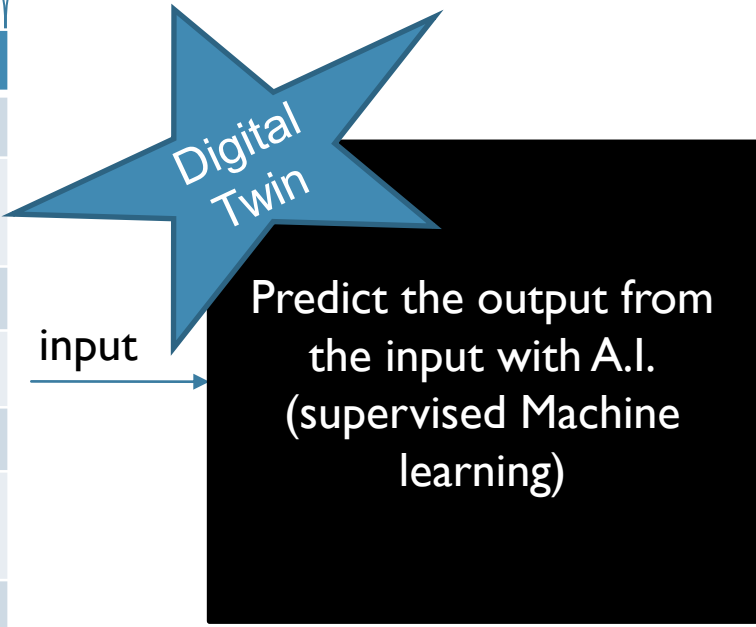 Digital
Twin
input
Predict the output from
the input with A.I.
(supervised Machine
learning)